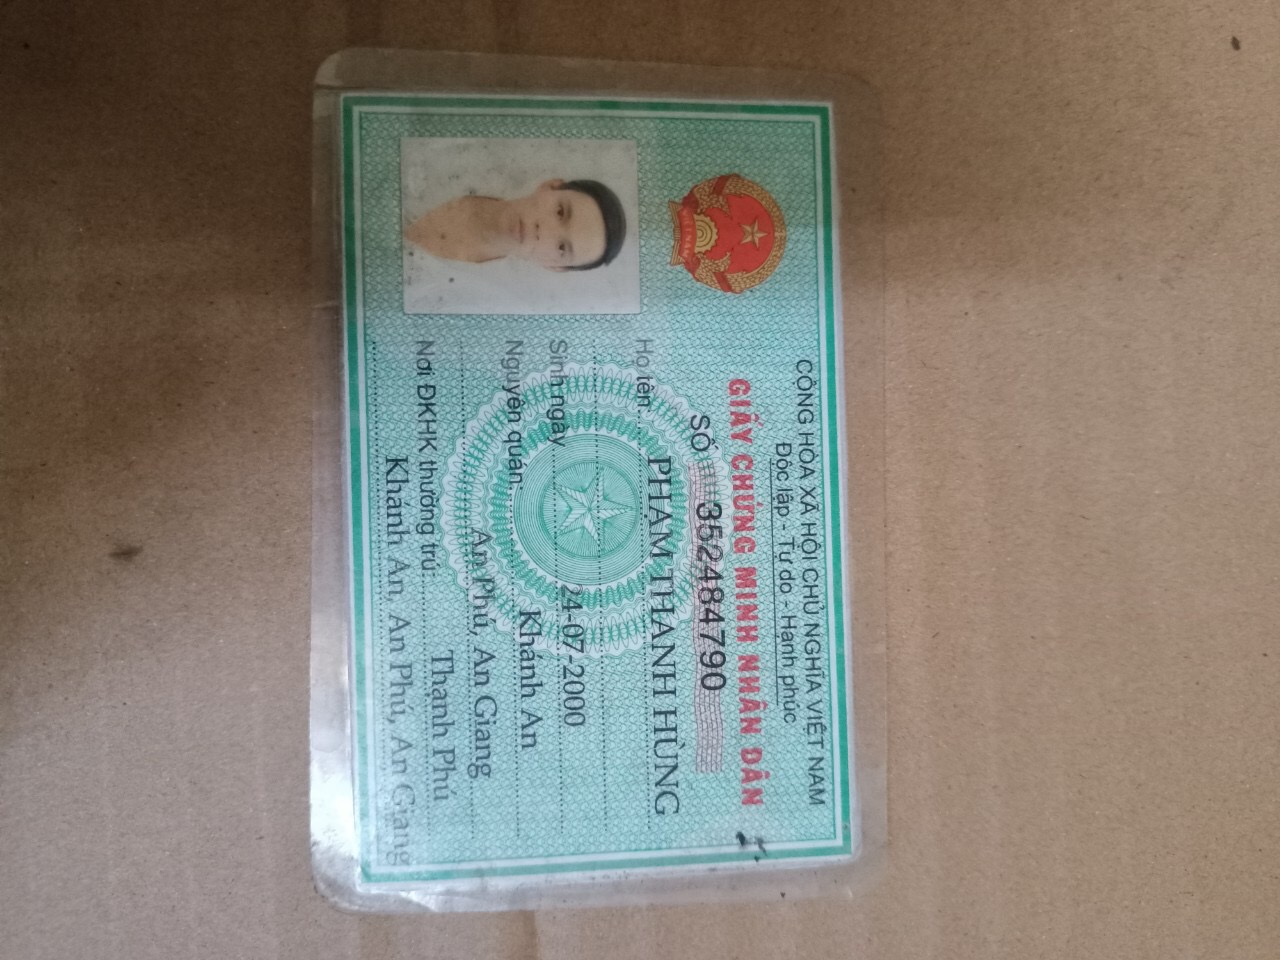 CỘNG HÒA XÃ HỘI CHỦ NGHĨA VIỆT NAM
Độc lập - Tự do - Hạnh phúc
GIẤY CHỨNG MINH NHÂN DÂN
SỐ 352484790
Họ tên PHẠM THANH HÙNG
Sinh ngày 24-07-2000
Nguyên quán: Khánh An
An Phú, An Giang
Nơi ĐKHK thường trú: Thạnh Phú
Khánh An, An Phú, An Giang
VIỆT NAM